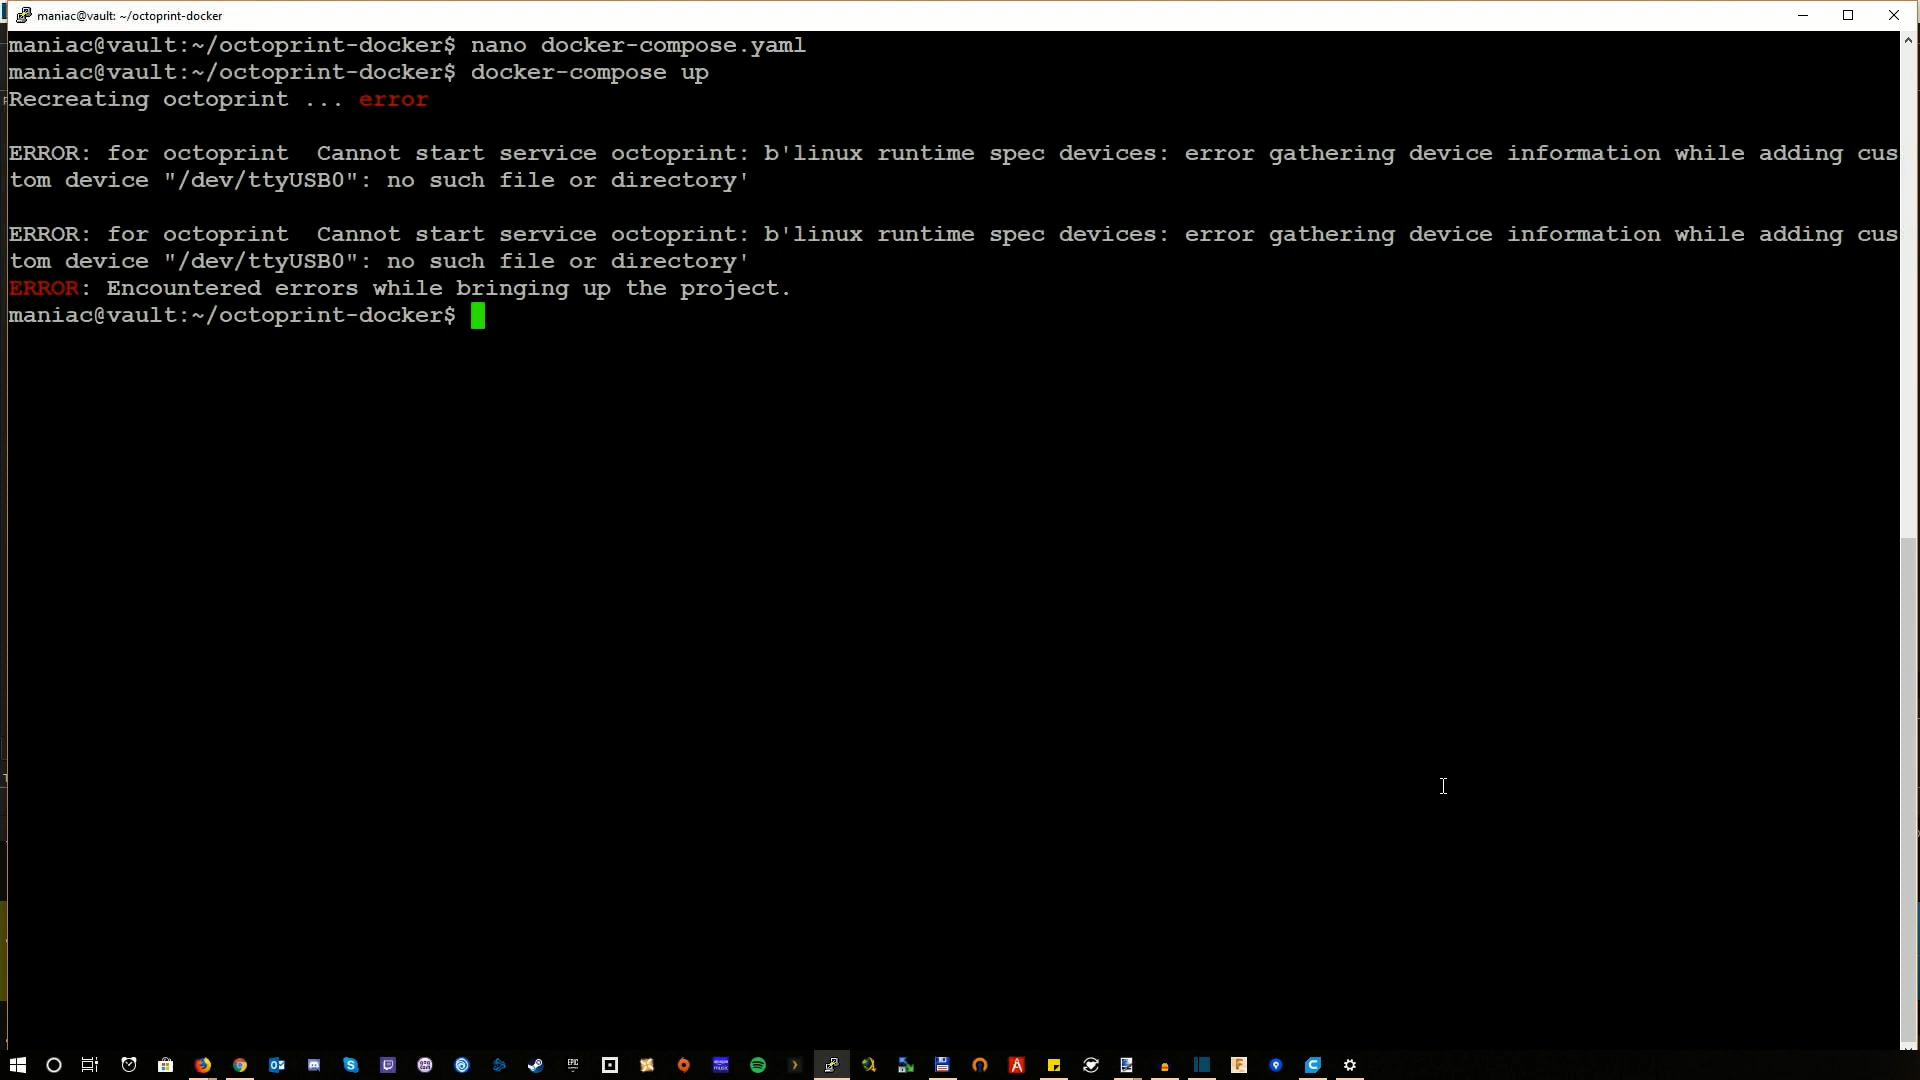 maniac@vault: ~/octoprint-docker
maniac@vault:~/octoprint-docker$ nano docker-compose.yaml
maniac@vault:~/octoprint-docker$ docker-compose up
Recreating octoprint ... error
ERROR: for octoprint  Cannot start service octoprint: b'linux runtime spec devices: error gathering device information while adding cus
tom device "/dev/ttyUSB0": no such file or directory'
ERROR: for octoprint  Cannot start service octoprint: b'linux runtime spec devices: error gathering device information while adding cus
tom device "/dev/ttyUSB0": no such file or directory'
ERROR: Encountered errors while bringing up the project.
maniac@vault:~/octoprint-docker$